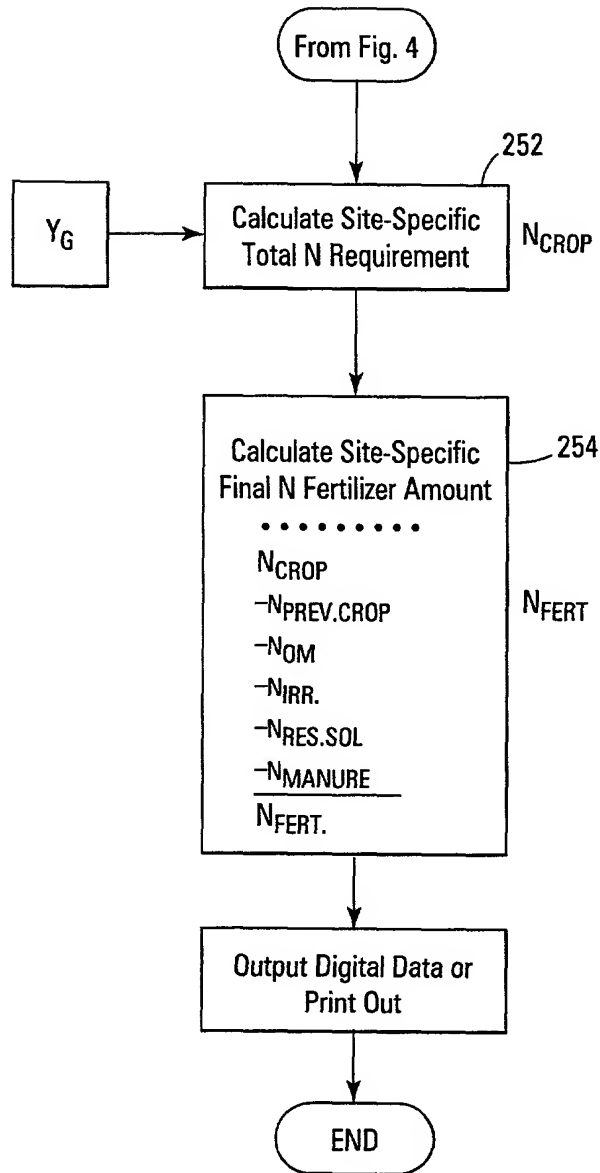 From Fig. 4
252
Y_G
Calculate Site-Specific
Total N Requirement
N_CROP
254
Calculate Site-Specific
Final N Fertilizer Amount
• • • • • • • • •
N_CROP
–N_PREV.CROP
–N_OM
–N_IRR.
–N_RES.SOL
–N_MANURE
N_FERT.
N_FERT
Output Digital Data or
Print Out
END